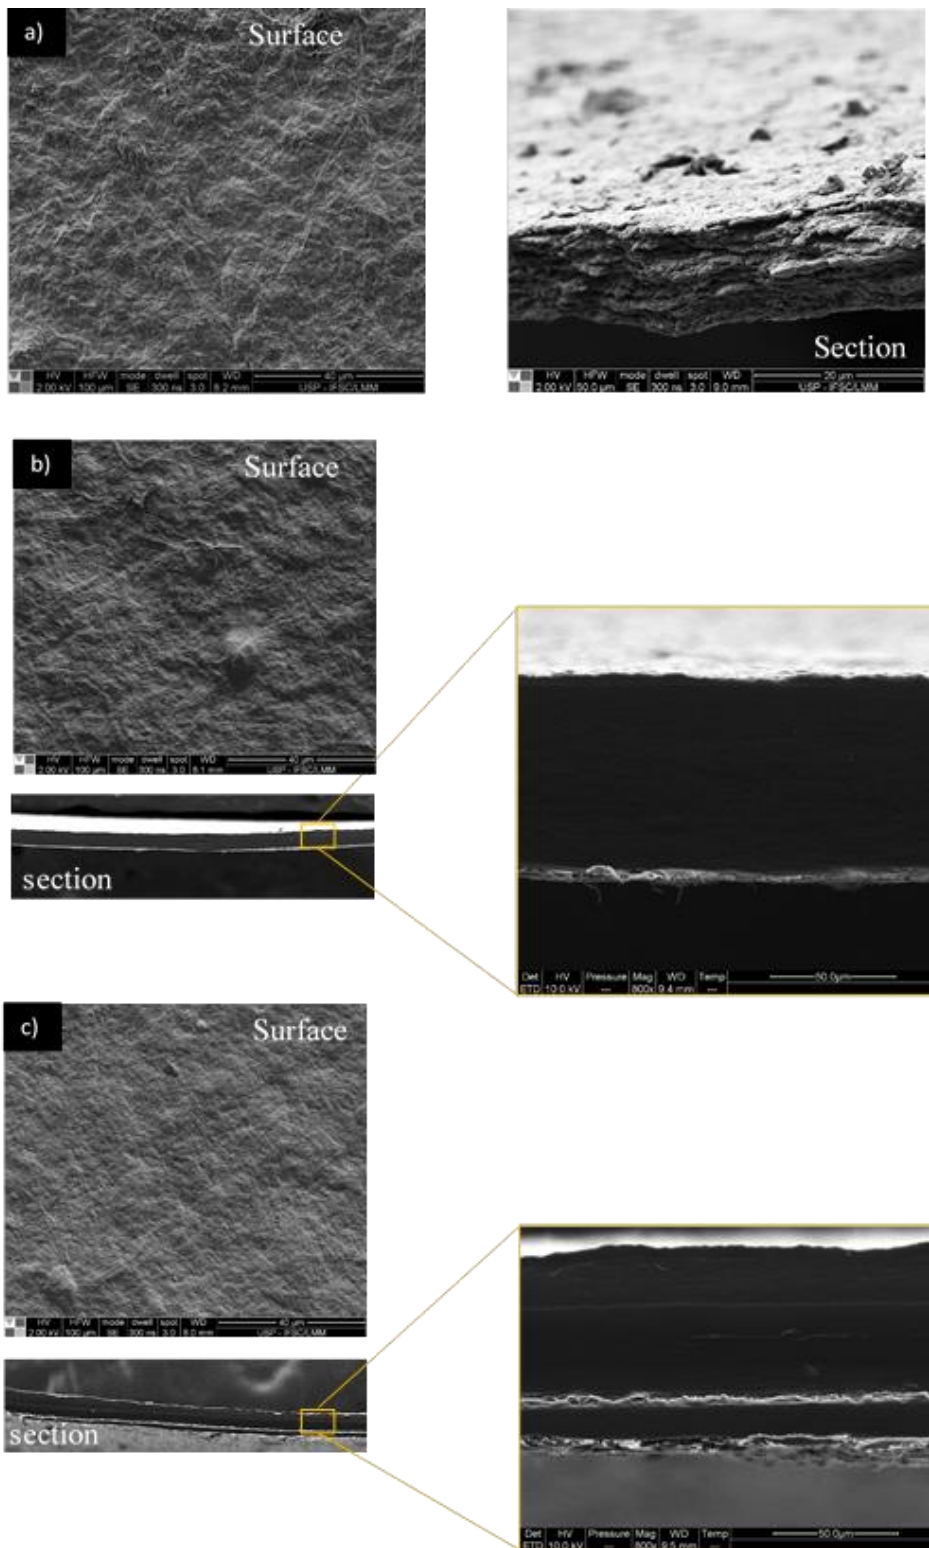 a)
Surface
HV HFW mode dwell spot WD 40 µm
2.00 kV 100 µm SE 300 ns 3.0 8.2 mm USP - IFSC/LMM
Section
HV HFW mode dwell spot WD 20 µm
2.00 kV 50.0 µm SE 300 ns 3.0 9.0 mm USP - IFSC/LMM
b)
Surface
HV HFW mode dwell spot WD 40 µm
2.00 kV 100 µm SE 300 ns 3.0 8.1 mm USP - IFSC/LMM
section
Det HV Pressure Mag WD Temp 50.0µm
ETD 10.0 kV --- 800x 9.4 mm ---
c)
Surface
HV HFW mode dwell spot WD 40 µm
2.00 kV 100 µm SE 300 ns 3.0 8.0 mm USP - IFSC/LMM
section
Det HV Pressure Mag WD Temp 50.0µm
ETD 10.0 kV --- 800x 9.5 mm ---